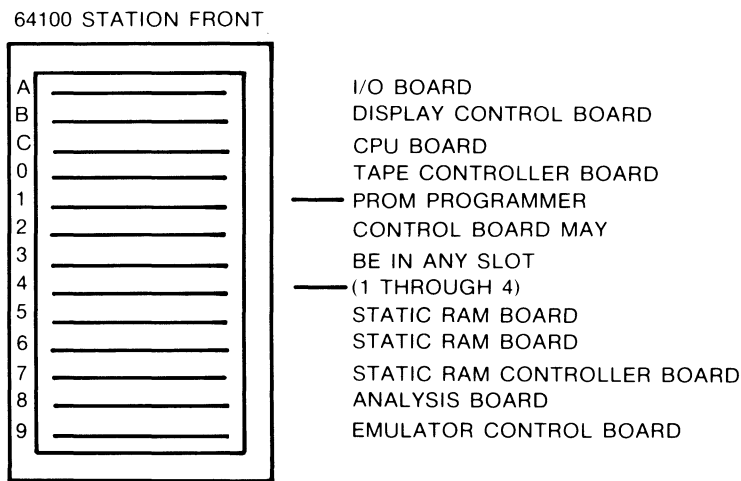 64100 STATION FRONT
A I/O BOARD
B DISPLAY CONTROL BOARD
C CPU BOARD
0 TAPE CONTROLLER BOARD
1 PROM PROGRAMMER
2 CONTROL BOARD MAY
3 BE IN ANY SLOT
4 (1 THROUGH 4)
5 STATIC RAM BOARD
6 STATIC RAM BOARD
7 STATIC RAM CONTROLLER BOARD
8 ANALYSIS BOARD
9 EMULATOR CONTROL BOARD